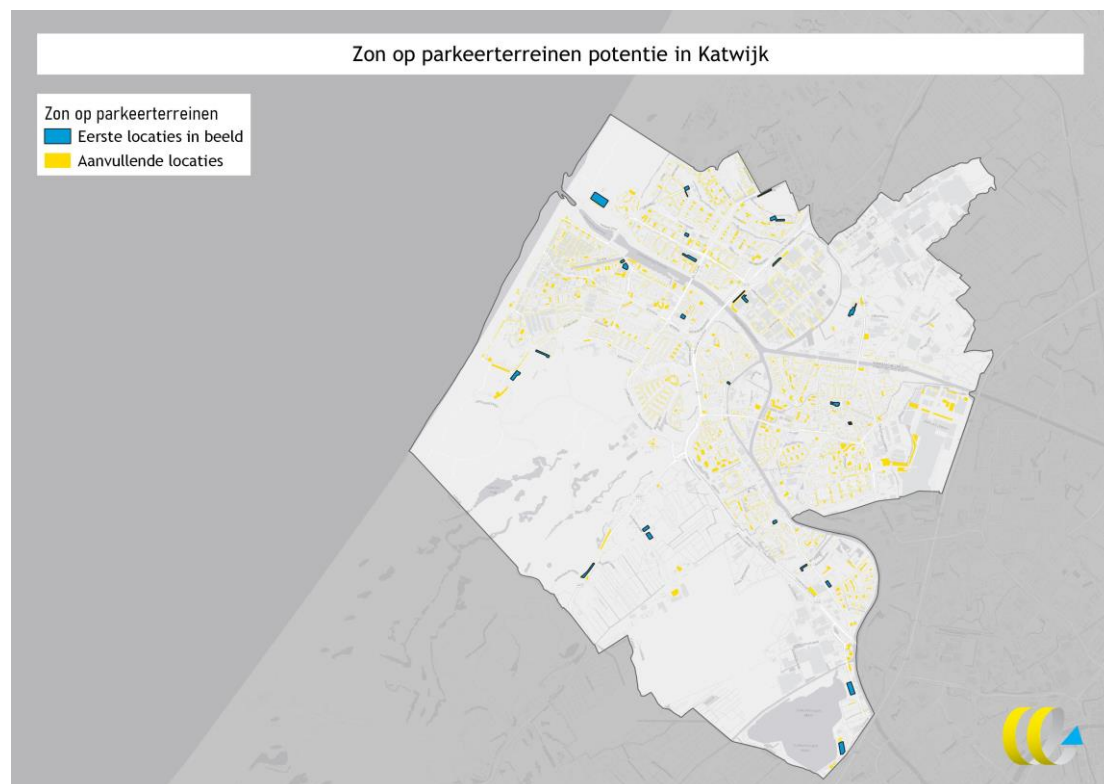 Zon op parkeerterreinen potentie in Katwijk
Zon op parkeerterreinen
Eerste locaties in beeld
Aanvullende locaties